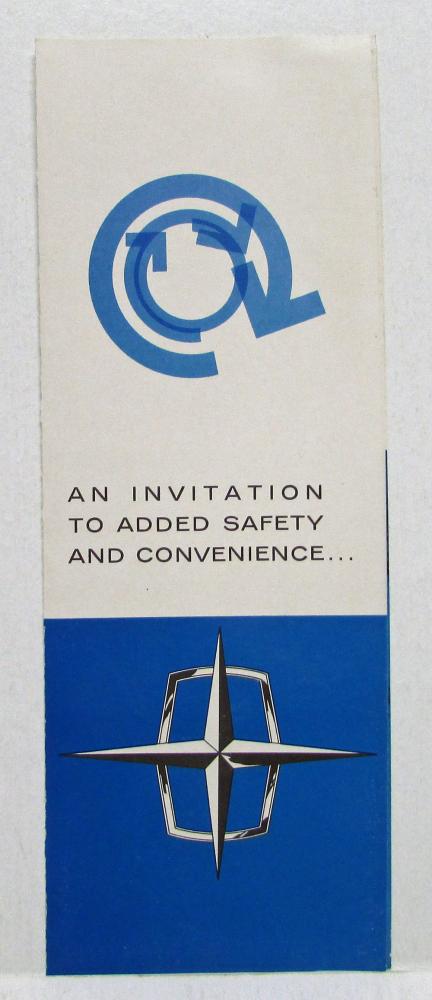 AN INVITATION
TO ADDED SAFETY
AND CONVENIENCE...